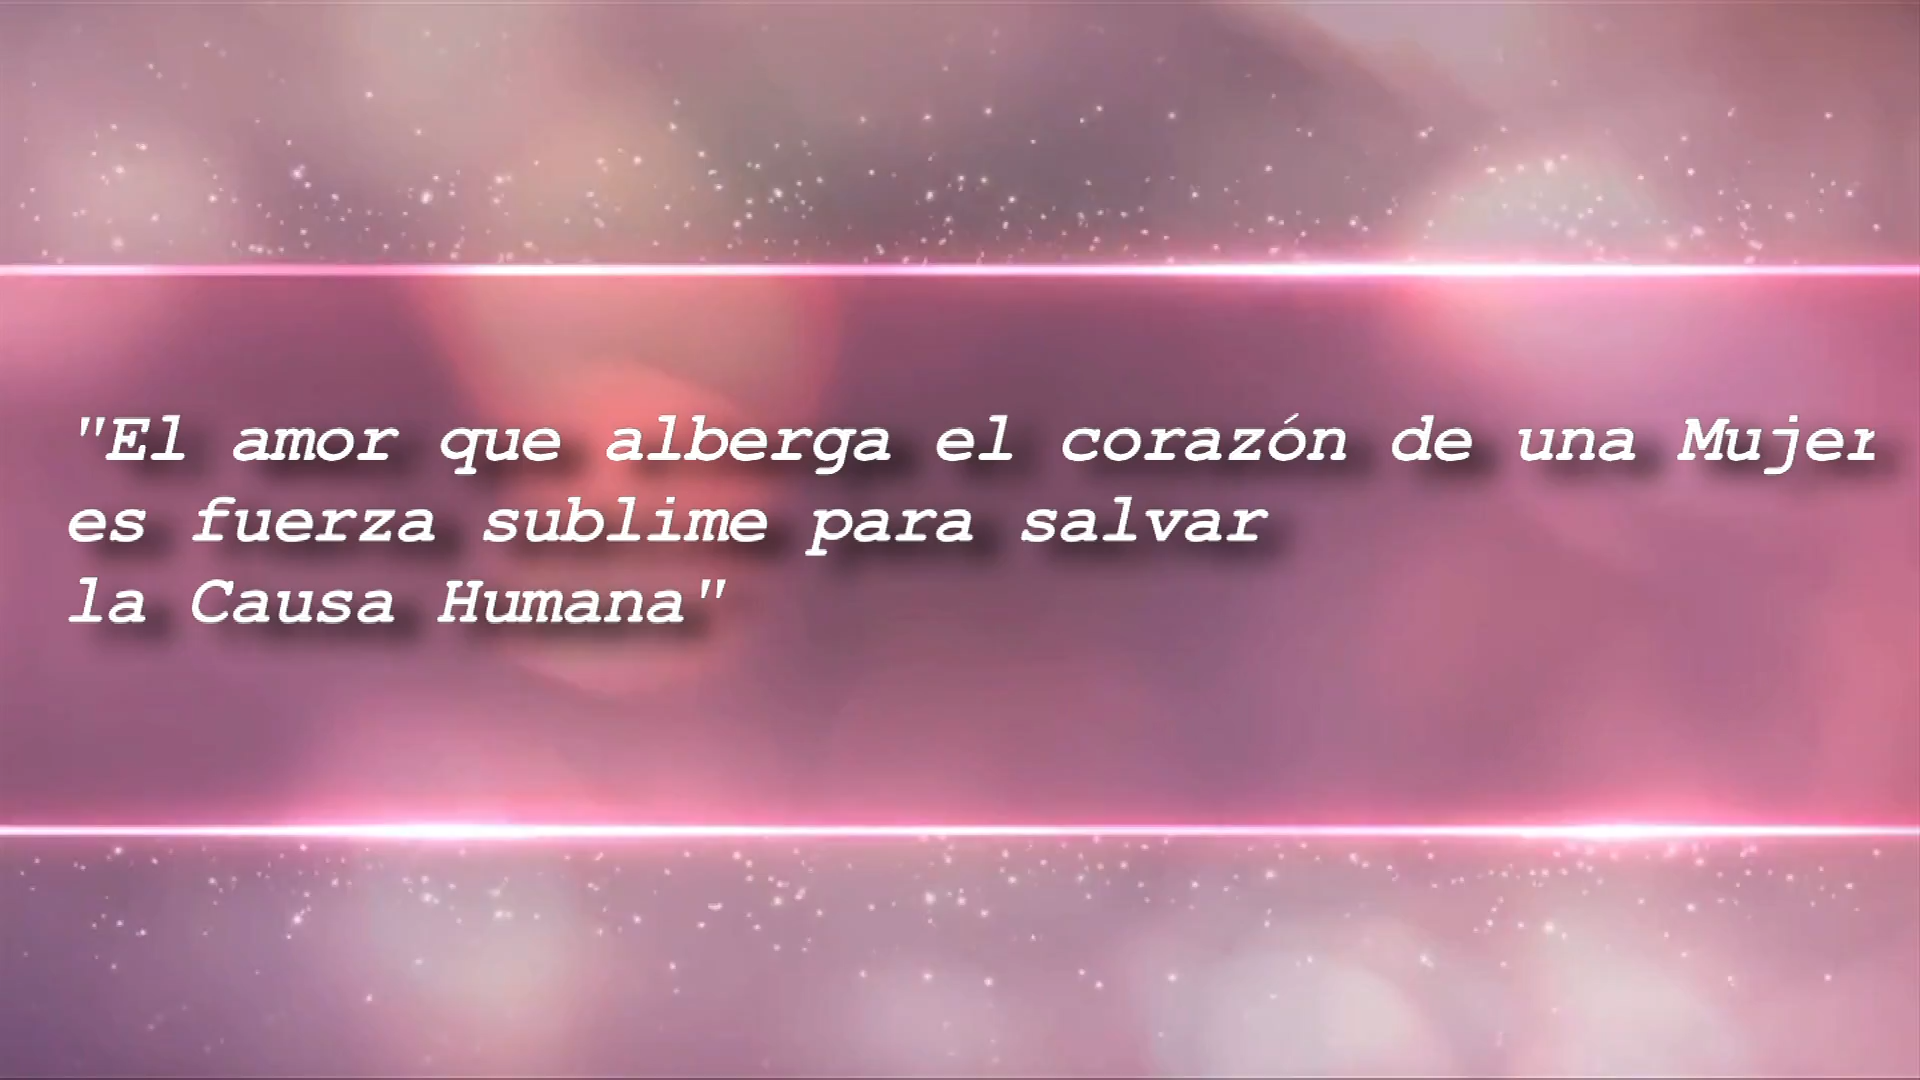 "El amor que alberga el corazón de una Mujer
es fuerza sublime para salvar
la Causa Humana"